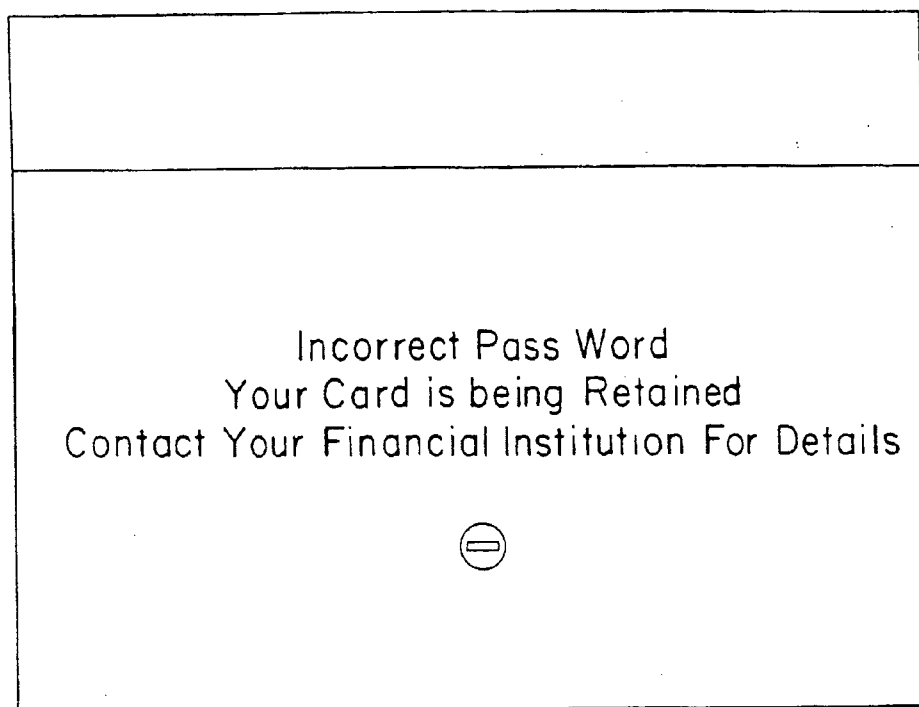 Incorrect Pass Word
Your Card is being Retained
Contact Your Financial Institution For Details